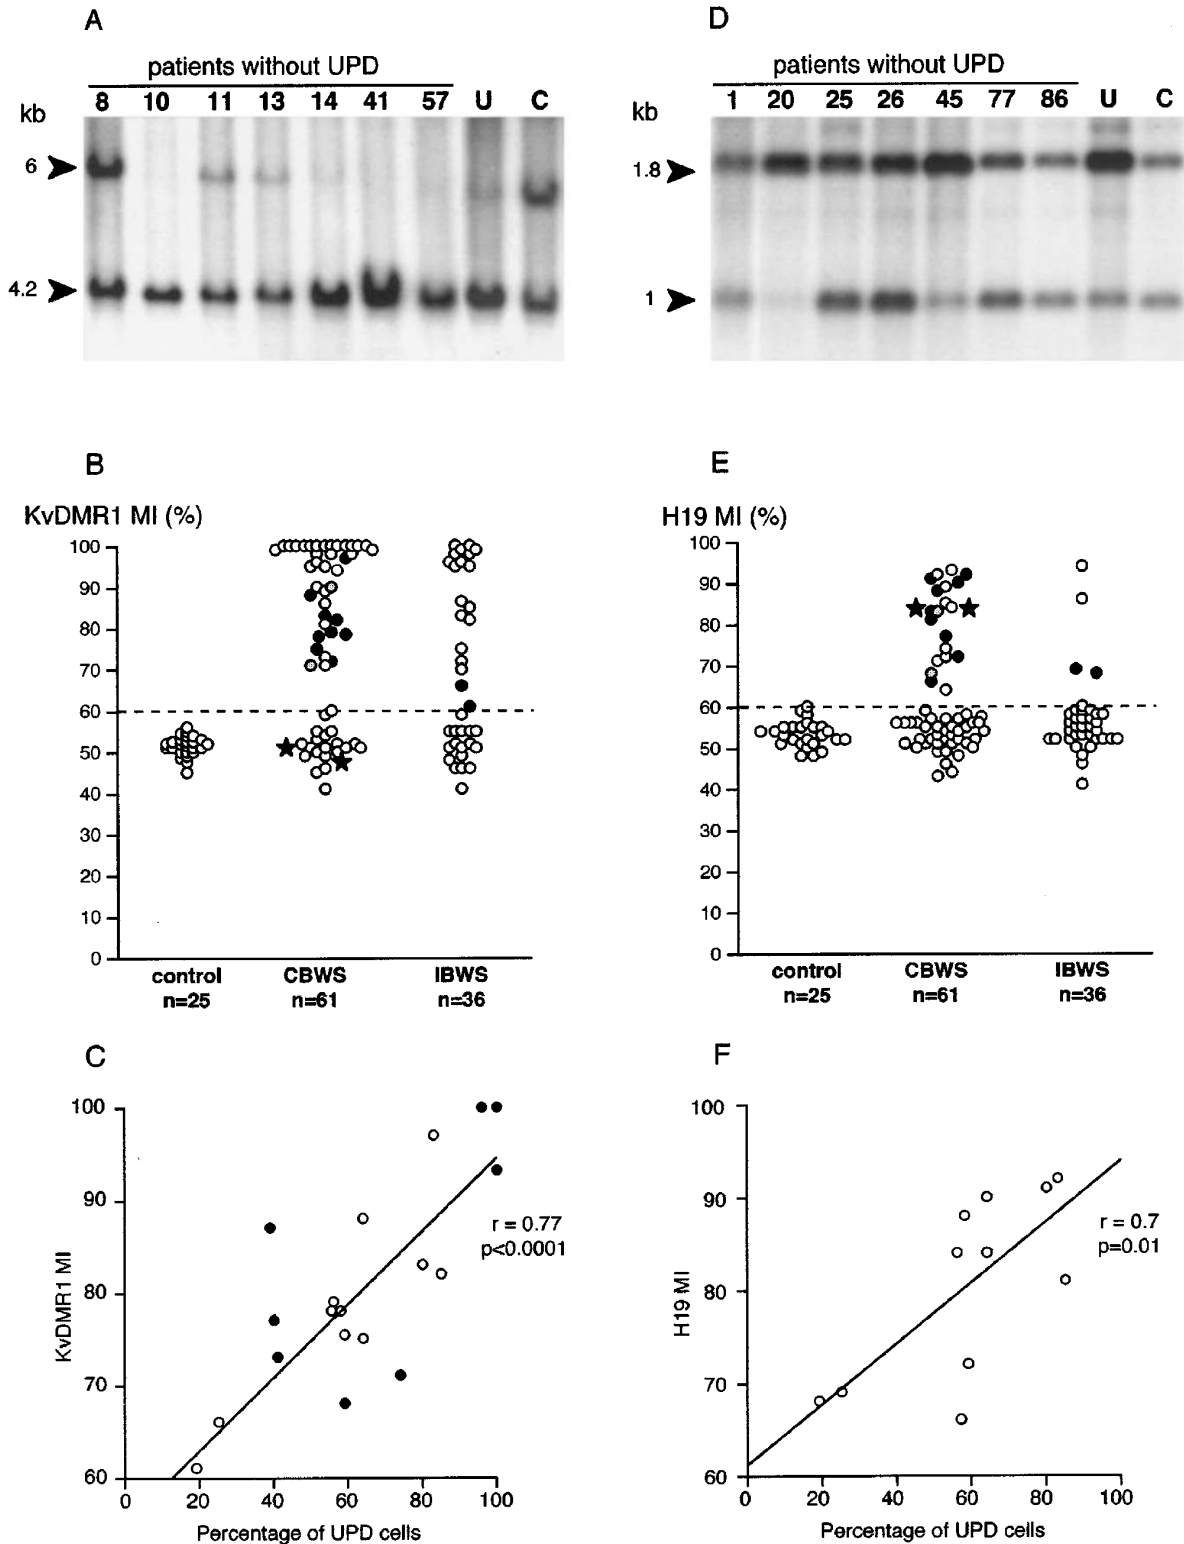 A
patients without UPD
8 10 11 13 14 41 57 U C
kb
6
4.2
D
patients without UPD
1 20 25 26 45 77 86 U C
kb
1.8
1
B
KvDMR1 MI (%)
100
90
80
70
60
50
40
30
20
10
0
control CBWS IBWS
n=25 n=61 n=36
E
H19 MI (%)
100
90
80
70
60
50
40
30
20
10
0
control CBWS IBWS
n=25 n=61 n=36
C
KvDMR1 MI
100
90
80
70
60
r = 0.77
p<0.0001
0 20 40 60 80 100
Percentage of UPD cells
F
H19 MI
100
90
80
70
60
r = 0.7
p=0.01
0 20 40 60 80 100
Percentage of UPD cells